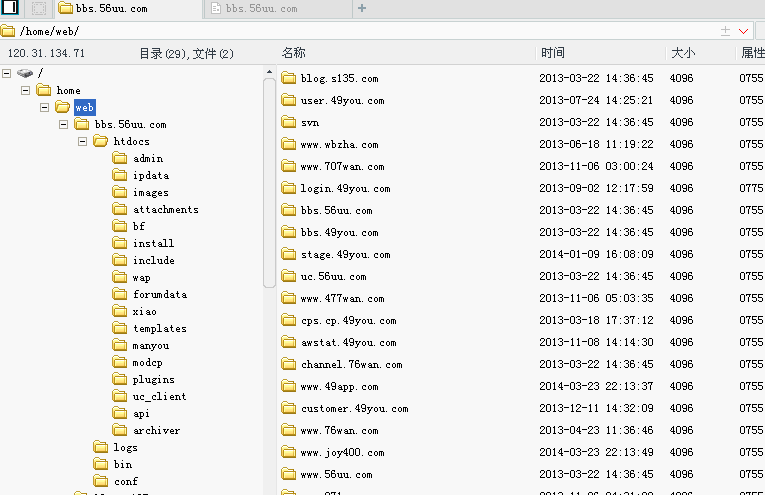 bbs.56uu.com bbs.56uu.com
/home/web/
120.31.134.71 目录(29),文件(2) 名称 时间 大小 属性
/
home
web
bbs.56uu.com
htdocs
admin
ipdata
images
attachments
bf
install
include
wap
forumdata
xiao
templates
manyou
modcp
plugins
uc_client
api
archiver
logs
bin
conf
blog.s135.com 2013-03-22 14:36:45 4096 0755
user.49you.com 2013-07-24 14:25:21 4096 0755
svn 2013-03-22 14:36:45 4096 0755
www.wbzha.com 2013-06-18 11:19:22 4096 0755
www.707wan.com 2013-11-06 03:00:24 4096 0755
login.49you.com 2013-09-02 12:17:59 4096 0775
bbs.56uu.com 2013-03-22 14:36:45 4096 0755
bbs.49you.com 2013-03-22 14:36:45 4096 0755
stage.49you.com 2014-01-09 16:08:09 4096 0755
uc.56uu.com 2013-03-22 14:36:45 4096 0755
www.477wan.com 2013-11-06 05:03:35 4096 0755
cps.cp.49you.com 2013-03-18 17:37:12 4096 0755
awstat.49you.com 2013-11-08 14:14:30 4096 0755
channel.76wan.com 2013-03-22 14:36:45 4096 0755
www.49app.com 2014-03-23 22:13:37 4096 0755
customer.49you.com 2013-12-11 14:32:09 4096 0755
www.76wan.com 2013-04-23 11:36:46 4096 0755
www.joy400.com 2014-03-23 22:13:49 4096 0755
www.56uu.com 2013-03-22 14:36:45 4096 0755